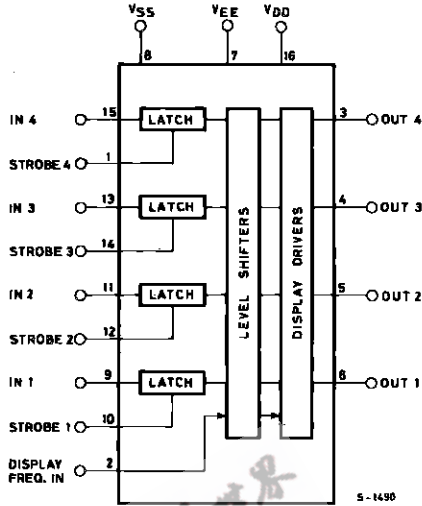 VSS VEE VDD
8 7 16
IN 4 15 LATCH 3 OUT 4
STROBE 4 1
IN 3 13 LATCH 4 OUT 3
STROBE 3 14
IN 2 11 LATCH 5 OUT 2
STROBE 2 12
IN 1 9 LATCH 6 OUT 1
STROBE 1 10
LEVEL SHIFTERS
DISPLAY DRIVERS
DISPLAY 2
FREQ. IN
S-1490